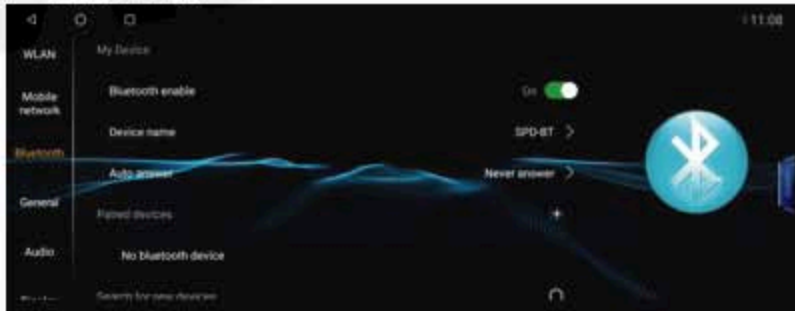 11:08
WLAN
My Device
Mobile
network
Bluetooth enable
On
Device name
SPD-BT
Bluetooth
Auto answer
Never answer
General
Paired devices
+
Audio
No bluetooth device
Search for new devices